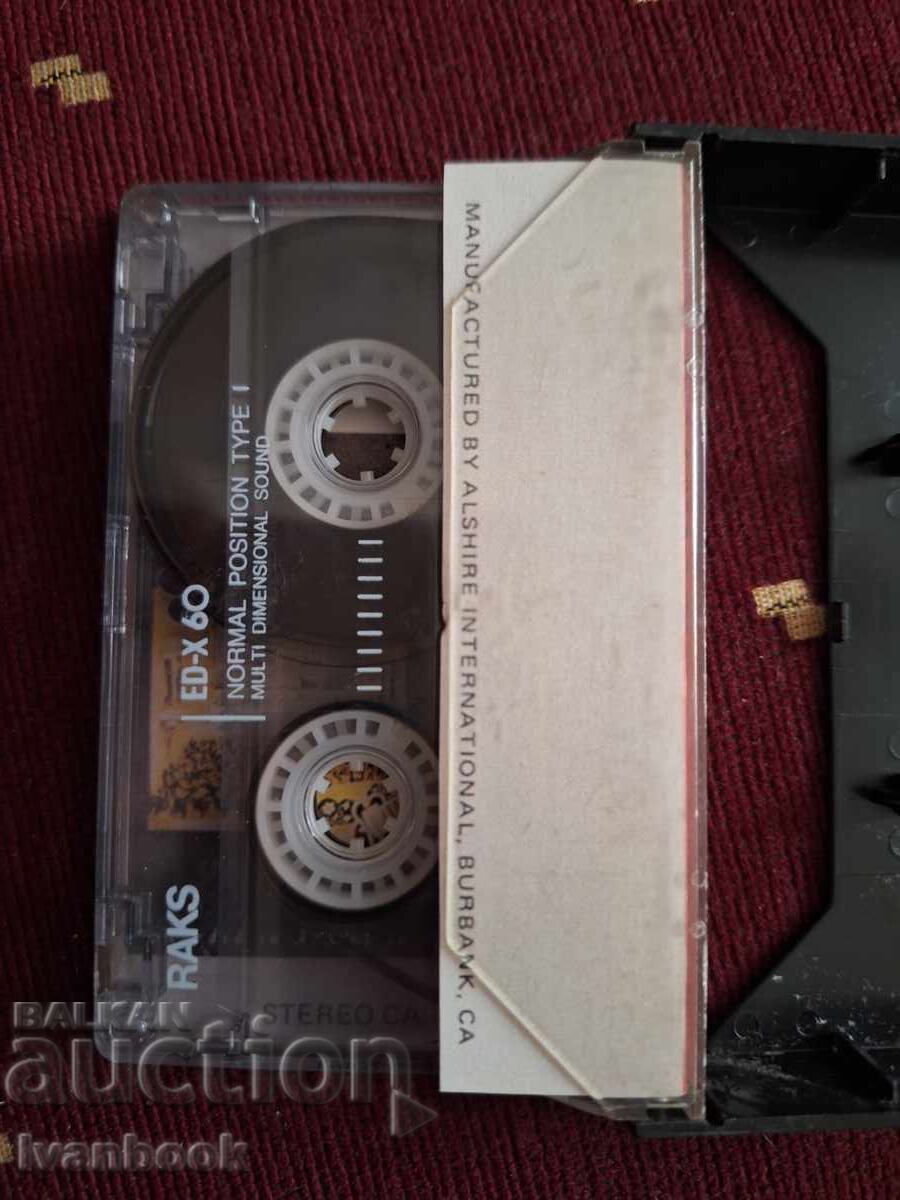 RAKS
ED-X 60
NORMAL POSITION TYPE I
MULTI DIMENSIONAL SOUND
STEREO CA
MANUFACTURED BY ALSHIRE INTERNATIONAL, BURBANK, CA
BALKAN
auction
Ivanbook